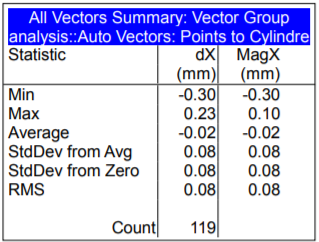 All Vectors Summary: Vector Group
analysis::Auto Vectors: Points to Cylindre
Statistic dX MagX
(mm) (mm)
Min -0.30 -0.30
Max 0.23 0.10
Average -0.02 -0.02
StdDev from Avg 0.08 0.08
StdDev from Zero 0.08 0.08
RMS 0.08 0.08
Count 119